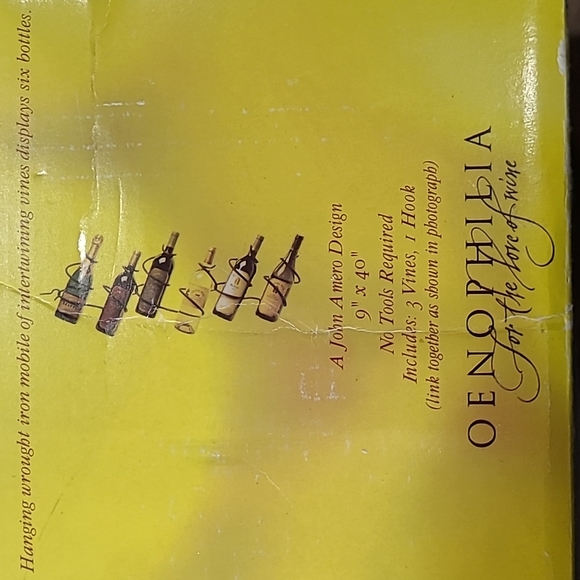 Hanging wrought iron mobile of intertwining vines displays six bottles.
A John Amero Design
9" x 40"
No Tools Required
Includes: 3 Vines, 1 Hook
(link together as shown in photograph)
OENOPHILIA
for the love of wine